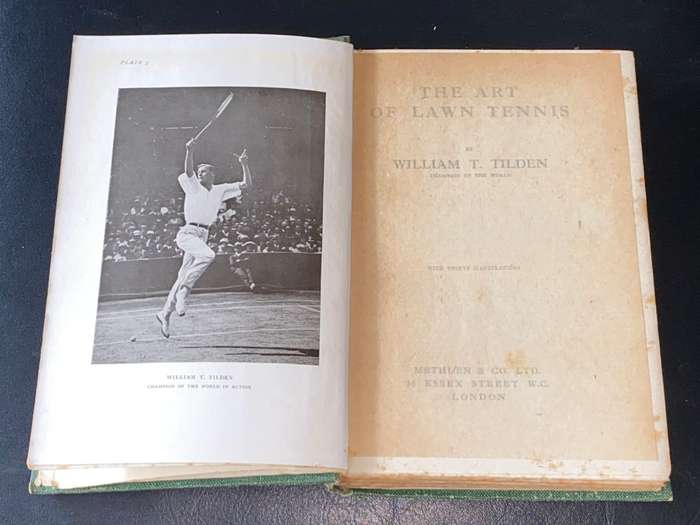 PLATE I
WILLIAM T. TILDEN
CHAMPION OF THE WORLD IN ACTION
THE ART
OF LAWN TENNIS
BY
WILLIAM T. TILDEN
CHAMPION OF THE WORLD
WITH THIRTY ILLUSTRATIONS
METHUEN & CO. LTD.
36 ESSEX STREET W.C.
LONDON